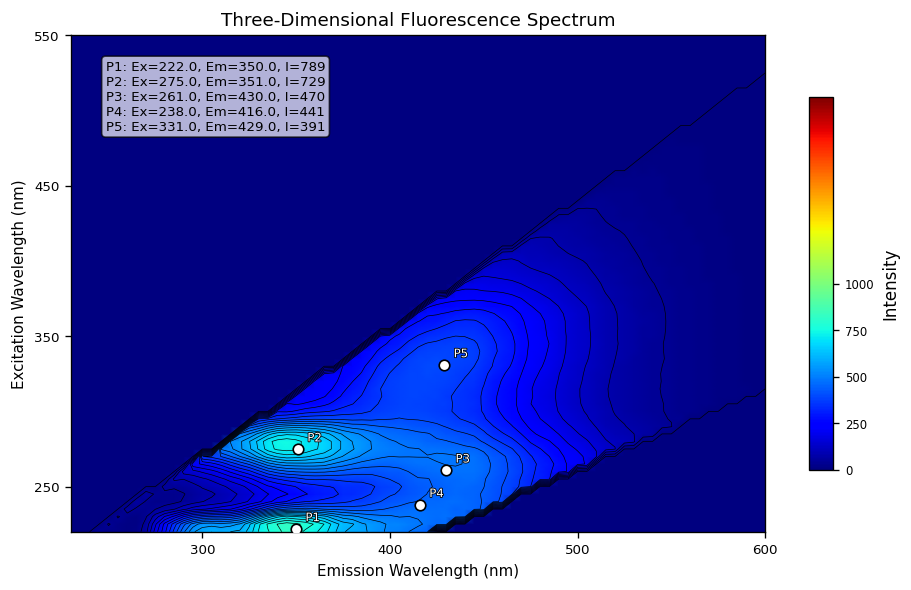 Three-Dimensional Fluorescence Spectrum
550
450
350
250
Excitation Wavelength (nm)
P1: Ex=222.0, Em=350.0, I=789
P2: Ex=275.0, Em=351.0, I=729
P3: Ex=261.0, Em=430.0, I=470
P4: Ex=238.0, Em=416.0, I=441
P5: Ex=331.0, Em=429.0, I=391
P5
P2
P3
P4
P1
300
400
500
600
Emission Wavelength (nm)
1000
750
500
250
0
Intensity